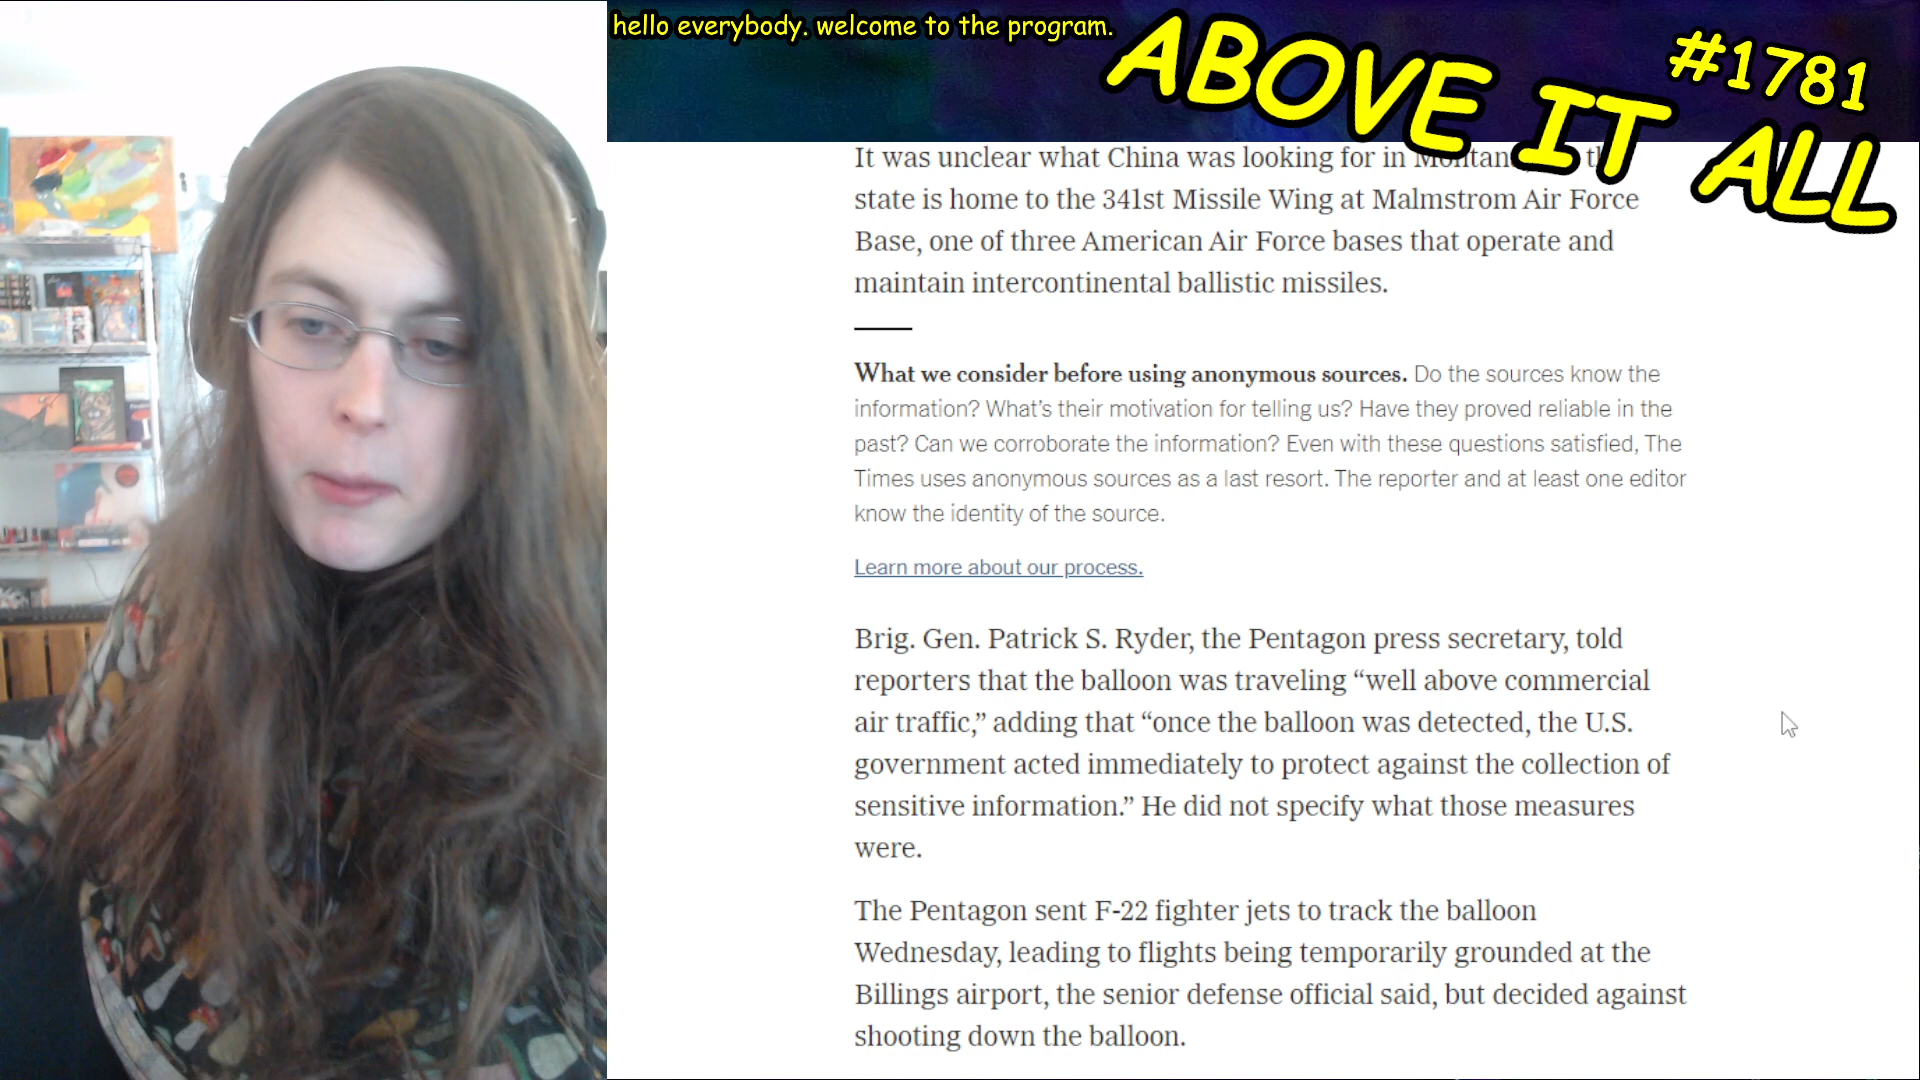 hello everybody. welcome to the program.
ABOVE IT ALL
#1781
It was unclear what China was looking for in
state is home to the 341st Missile Wing at Malmstrom Air Force
Base, one of three American Air Force bases that operate and
maintain intercontinental ballistic missiles.
What we consider before using anonymous sources. Do the sources know the
information? What’s their motivation for telling us? Have they proved reliable in the
past? Can we corroborate the information? Even with these questions satisfied, The
Times uses anonymous sources as a last resort. The reporter and at least one editor
know the identity of the source.
Learn more about our process.
Brig. Gen. Patrick S. Ryder, the Pentagon press secretary, told
reporters that the balloon was traveling “well above commercial
air traffic,” adding that “once the balloon was detected, the U.S.
government acted immediately to protect against the collection of
sensitive information.” He did not specify what those measures
were.
The Pentagon sent F-22 fighter jets to track the balloon
Wednesday, leading to flights being temporarily grounded at the
Billings airport, the senior defense official said, but decided against
shooting down the balloon.